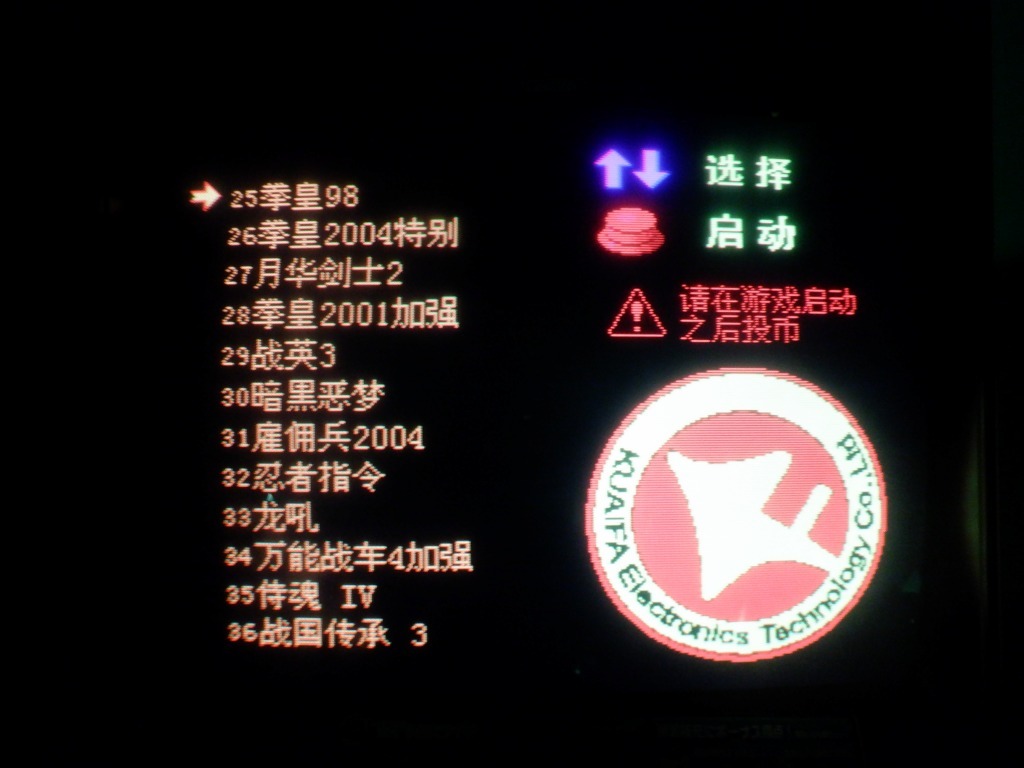 25拳皇98
26拳皇2004特别
27月华剑士2
28拳皇2001加强
29战英3
30暗黑恶梦
31雇佣兵2004
32忍者指令
33龙吼
34万能战车4加强
35侍魂 IV
36战国传承 3
选择
启动
请在游戏启动
之后投币
KUAIFA Electronics Technology Co.,Ltd